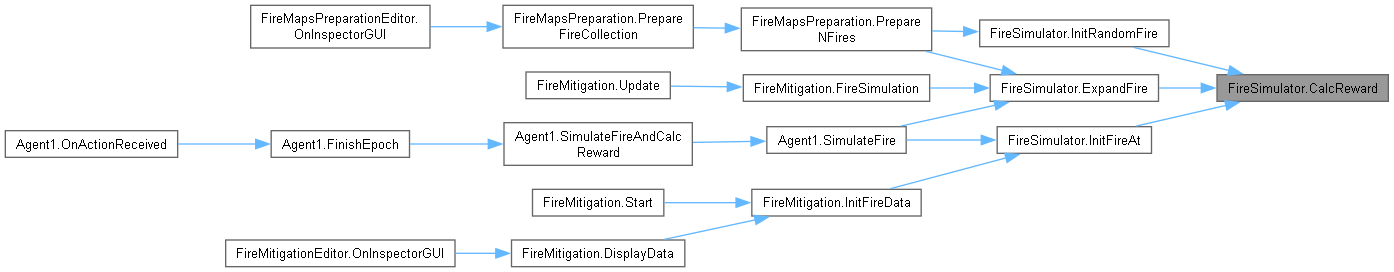 FireMapsPreparationEditor.
OnInspectorGUI
FireMapsPreparation.Prepare
FireCollection
FireMapsPreparation.Prepare
NFires
FireSimulator.InitRandomFire
FireMitigation.Update
FireMitigation.FireSimulation
FireSimulator.ExpandFire
FireSimulator.CalcReward
Agent1.OnActionReceived
Agent1.FinishEpoch
Agent1.SimulateFireAndCalc
Reward
Agent1.SimulateFire
FireSimulator.InitFireAt
FireMitigation.Start
FireMitigation.InitFireData
FireMitigationEditor.OnInspectorGUI
FireMitigation.DisplayData